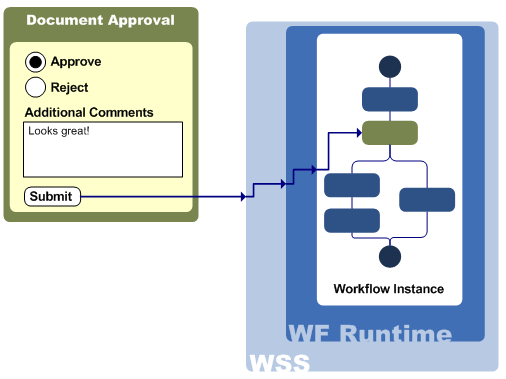 Document Approval
Approve
Reject
Additional Comments
Looks great!
Submit
Workflow Instance
WF Runtime
WSS